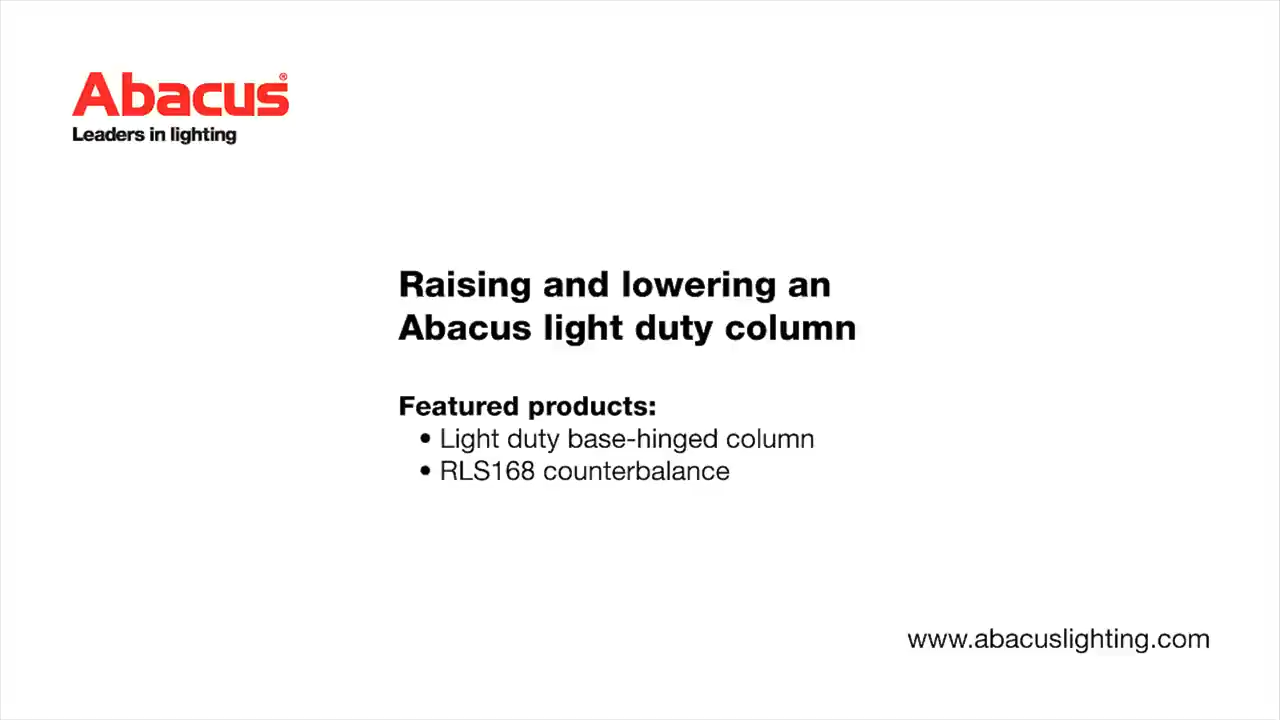 Abacus®
Leaders in lighting
Raising and lowering an
Abacus light duty column
Featured products:
• Light duty base-hinged column
• RLS168 counterbalance
www.abacuslighting.com